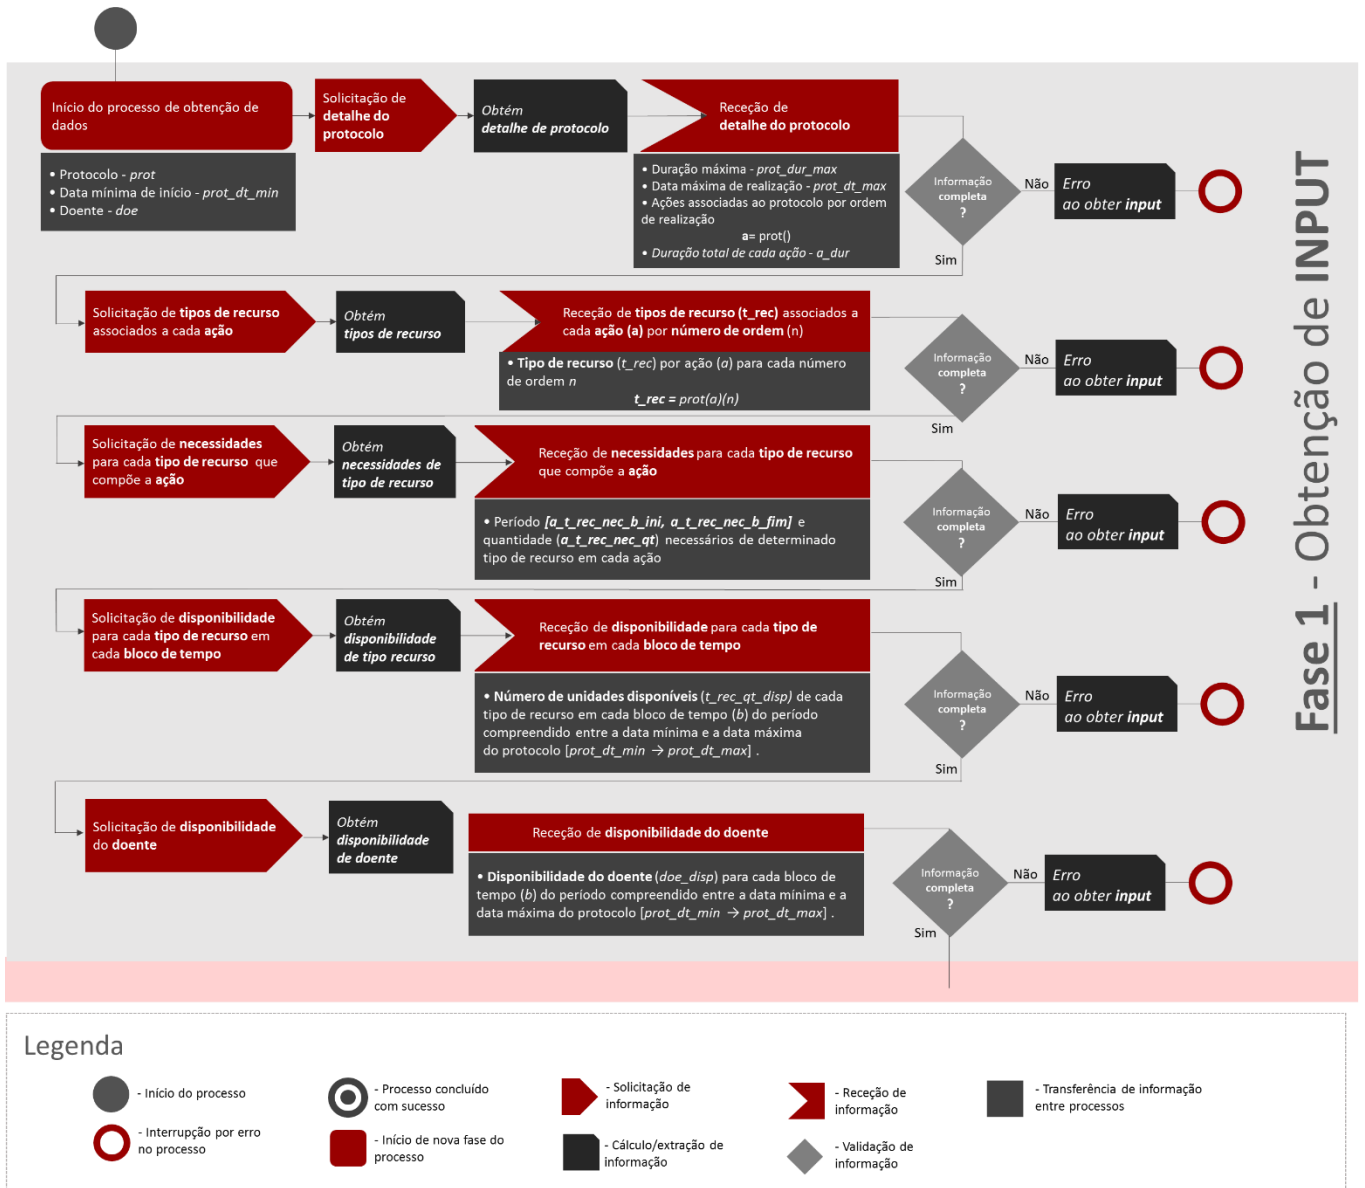 Início do processo de obtenção de
dados
• Protocolo - prot
• Data mínima de início - prot_dt_min
• Doente - doe
Solicitação de
detalhe do
protocolo
Obtém
detalhe de protocolo
Receção de
detalhe do protocolo
• Duração máxima - prot_dur_max
• Data máxima de realização - prot_dt_max
• Ações associadas ao protocolo por ordem
de realização
a= prot()
• Duração total de cada ação - a_dur
Informação
completa
?
Não
Erro
ao obter input
Sim
Solicitação de tipos de recurso
associados a cada ação
Obtém
tipos de recurso
Receção de tipos de recurso (t_rec) associados a
cada ação (a) por número de ordem (n)
• Tipo de recurso (t_rec) por ação (a) para cada número
de ordem n
t_rec = prot(a)(n)
Informação
completa
?
Não
Erro
ao obter input
Sim
Solicitação de necessidades
para cada tipo de recurso que
compõe a ação
Obtém
necessidades de
tipo de recurso
Receção de necessidades para cada tipo de recurso
que compõe a ação
• Período [a_t_rec_nec_b_ini, a_t_rec_nec_b_fim] e
quantidade (a_t_rec_nec_qt) necessários de determinado
tipo de recurso em cada ação
Informação
completa
?
Não
Erro
ao obter input
Sim
Solicitação de disponibilidade
para cada tipo de recurso em
cada bloco de tempo
Obtém
disponibilidade
de tipo recurso
Receção de disponibilidade para cada tipo de
recurso em cada bloco de tempo
• Número de unidades disponíveis (t_rec_qt_disp) de cada
tipo de recurso em cada bloco de tempo (b) do período
compreendido entre a data mínima e a data máxima
do protocolo [prot_dt_min → prot_dt_max] .
Informação
completa
?
Não
Erro
ao obter input
Sim
Solicitação de disponibilidade
do doente
Obtém
disponibilidade
de doente
Receção de disponibilidade do doente
• Disponibilidade do doente (doe_disp) para cada bloco de
tempo (b) do período compreendido entre a data mínima e a
data máxima do protocolo [prot_dt_min → prot_dt_max] .
Informação
completa
?
Não
Erro
ao obter input
Sim
Fase 1 - Obtenção de INPUT
Legenda
- Início do processo
- Processo concluído
com sucesso
- Solicitação de
informação
- Receção de
informação
- Transferência de informação
entre processos
- Interrupção por erro
no processo
- Início de nova fase do
processo
- Cálculo/extração de
informação
- Validação de
informação